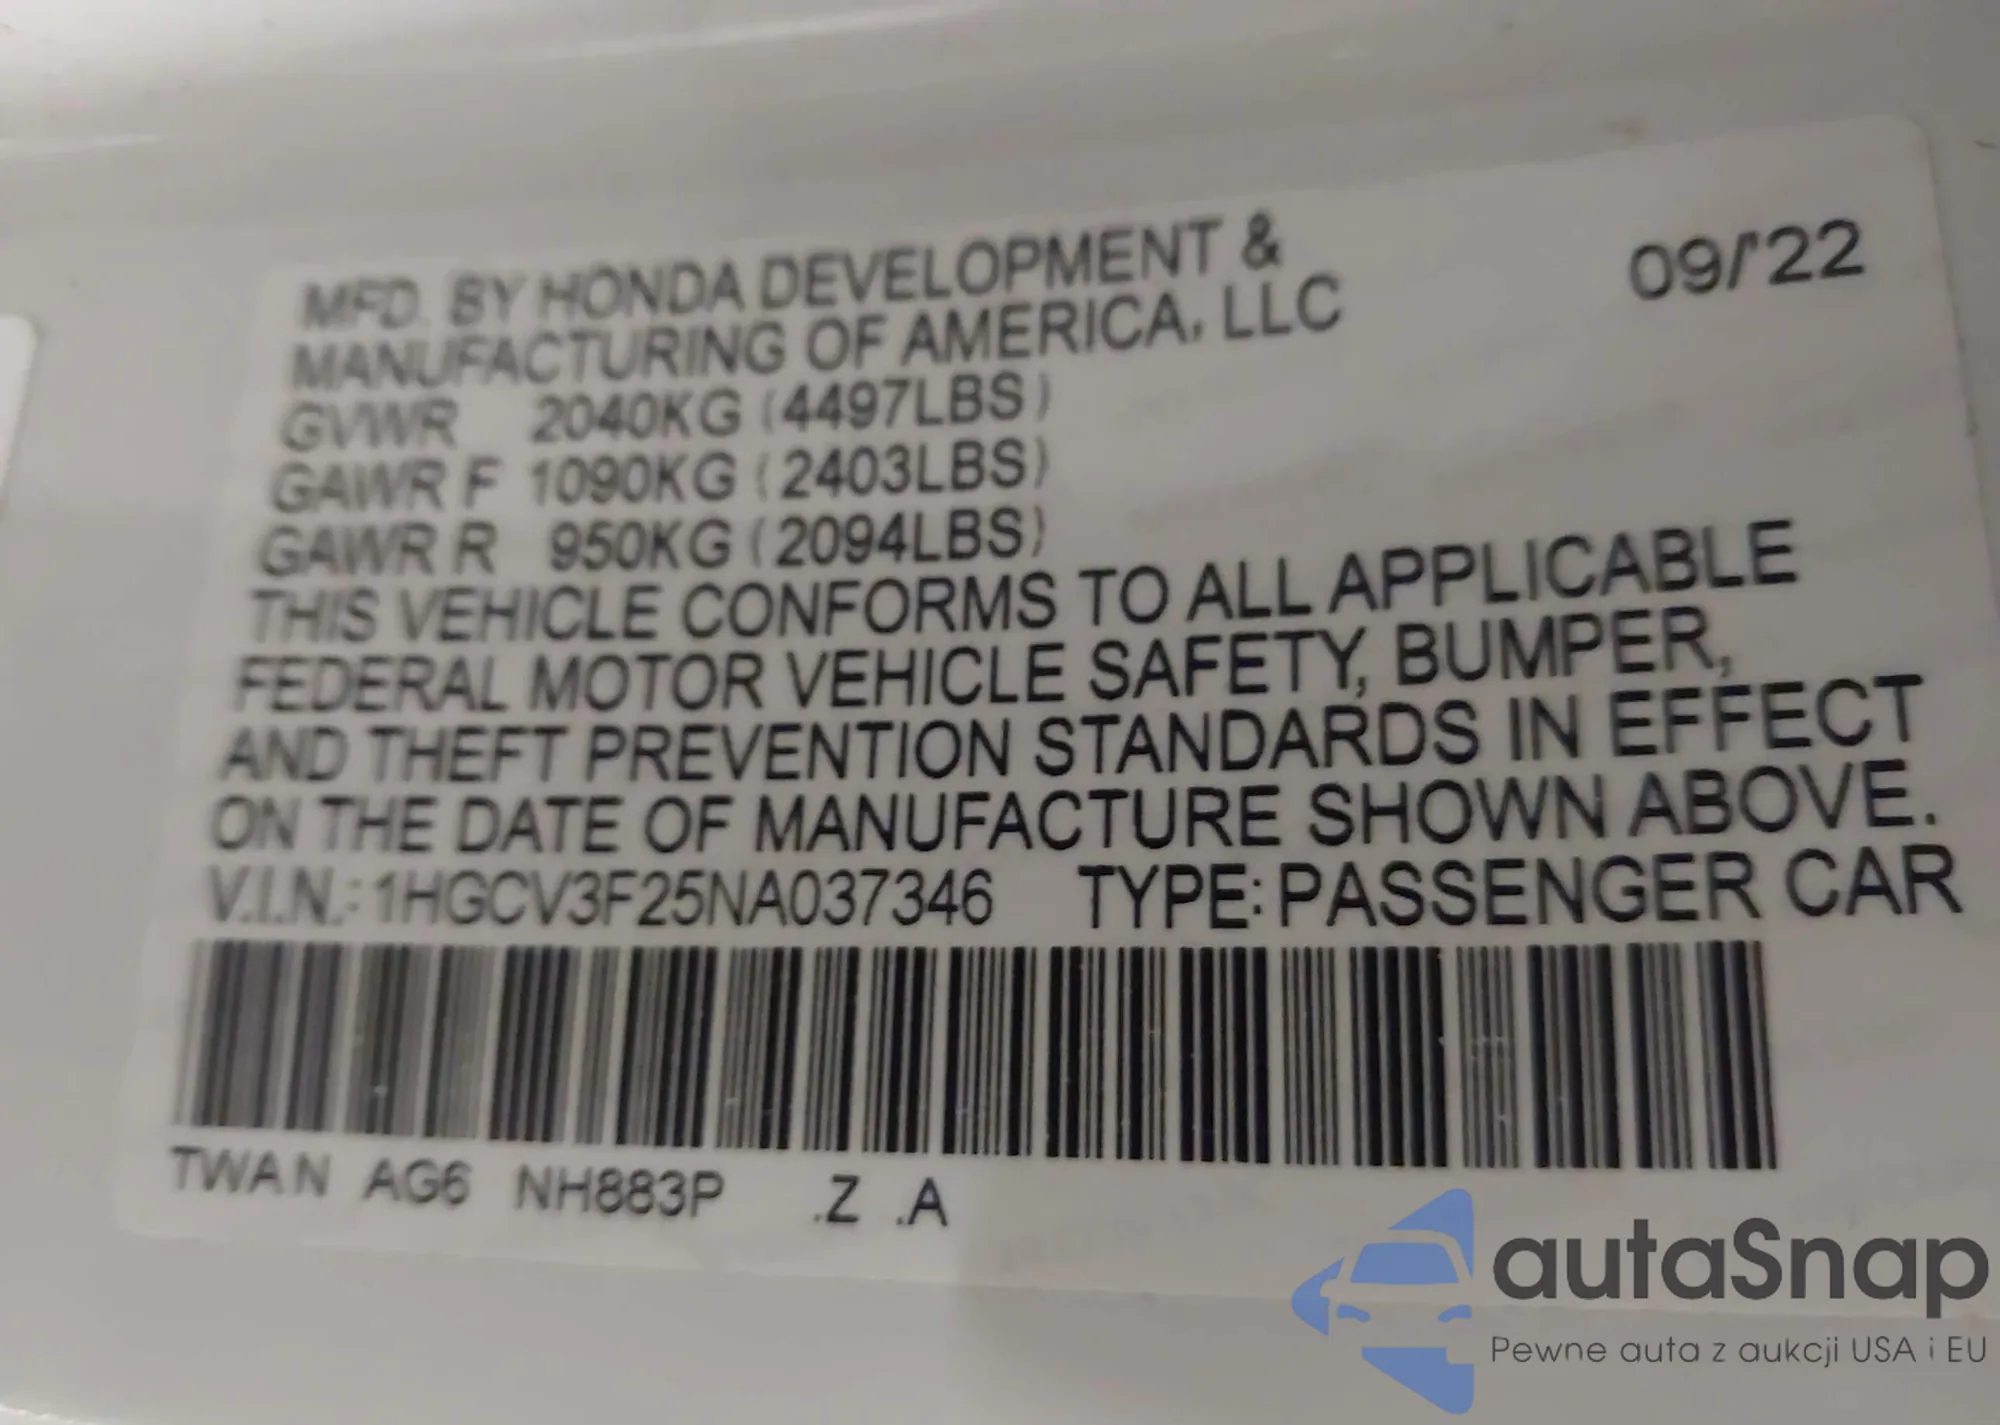 09/'22
MFD. BY HONDA DEVELOPMENT &
MANUFACTURING OF AMERICA, LLC
GVWR 2040KG (4497LBS)
GAWR F 1090KG (2403LBS)
GAWR R 950KG (2094LBS)
THIS VEHICLE CONFORMS TO ALL APPLICABLE
FEDERAL MOTOR VEHICLE SAFETY, BUMPER,
AND THEFT PREVENTION STANDARDS IN EFFECT
ON THE DATE OF MANUFACTURE SHOWN ABOVE.
V.I.N.: 1HGCV3F25NA037346 TYPE: PASSENGER CAR
TWAN AG6 NH883P .Z .A
autaSnap
Pewne auta z aukcji USA i EU